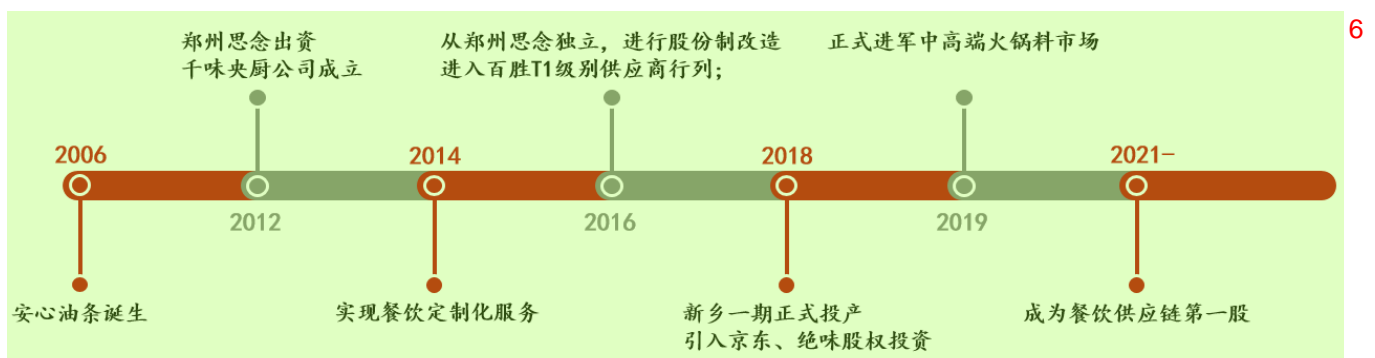 郑州思念出资
千味央厨公司成立
从郑州思念独立，进行股份制改造
进入百胜T1级别供应商行列；
正式进军中高端火锅料市场
6
2006
2014
2018
2021-
2012
2016
2019
安心油条诞生
实现餐饮定制化服务
新乡一期正式投产
引入京东、绝味股权投资
成为餐饮供应链第一股